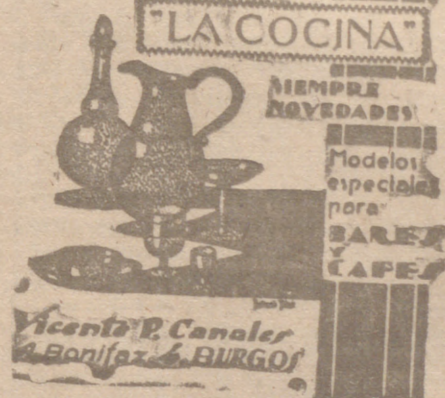 "LA COCINA"
SIEMPRE
NOVEDADES
Modelos
especiales
para
BARES
Y
CAFES
Vicente P. Canales
A. Bonifaz, 6. BURGOS